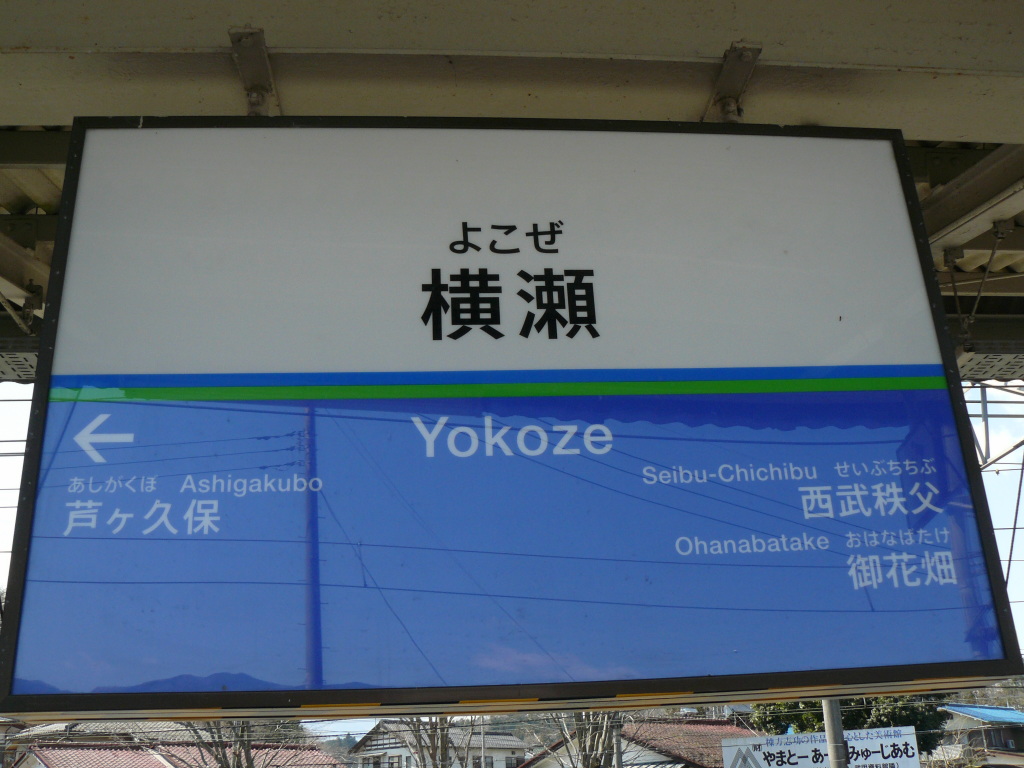 よこぜ
横瀬
Yokoze
←
あしがくぼ Ashigakubo
芦ヶ久保
Seibu-Chichibu せいぶちちぶ
西武秩父
Ohanabatake おはなばたけ
御花畑
やまとーあーとみゅーじあむ